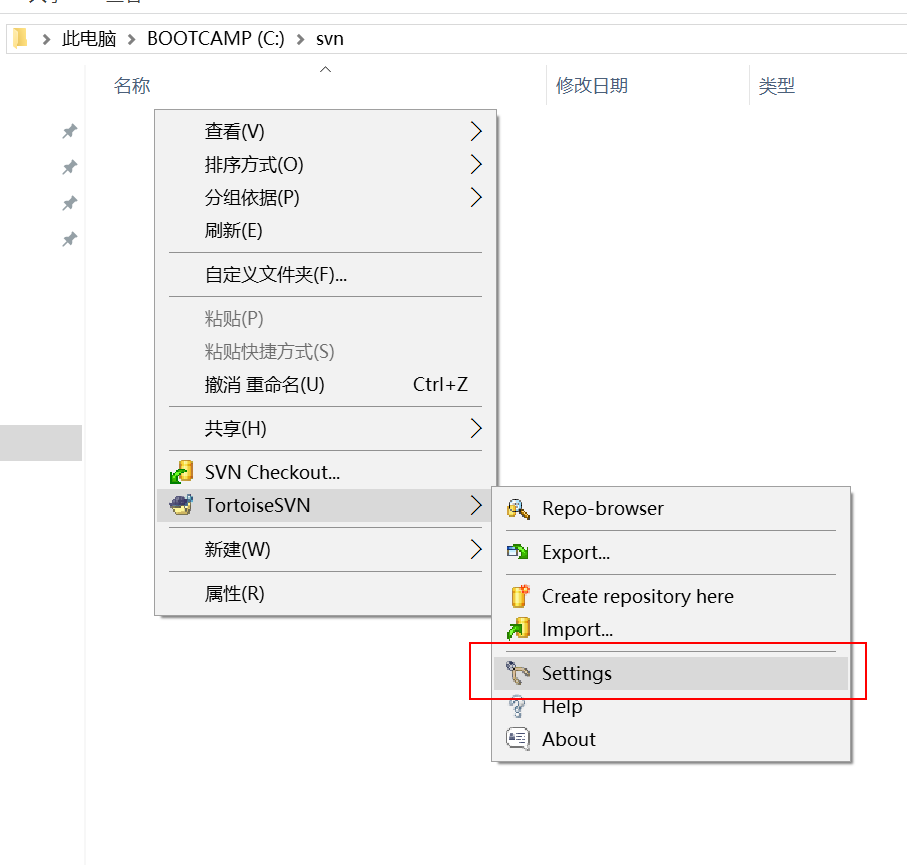 此电脑 > BOOTCAMP (C:) > svn
名称 修改日期 类型
查看(V)
排序方式(O)
分组依据(P)
刷新(E)
自定义文件夹(F)...
粘贴(P)
粘贴快捷方式(S)
撤消 重命名(U) Ctrl+Z
共享(H)
SVN Checkout...
TortoiseSVN
新建(W)
属性(R)
Repo-browser
Export...
Create repository here
Import...
Settings
Help
About